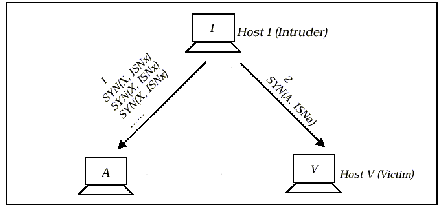 I
Host I (Intruder)
1
SYN(X, ISNx)
SYN(X, ISNx)
SYN(X, ISNx)
.....
2
SYN(A, ISNa)
A
V
Host V (Victim)